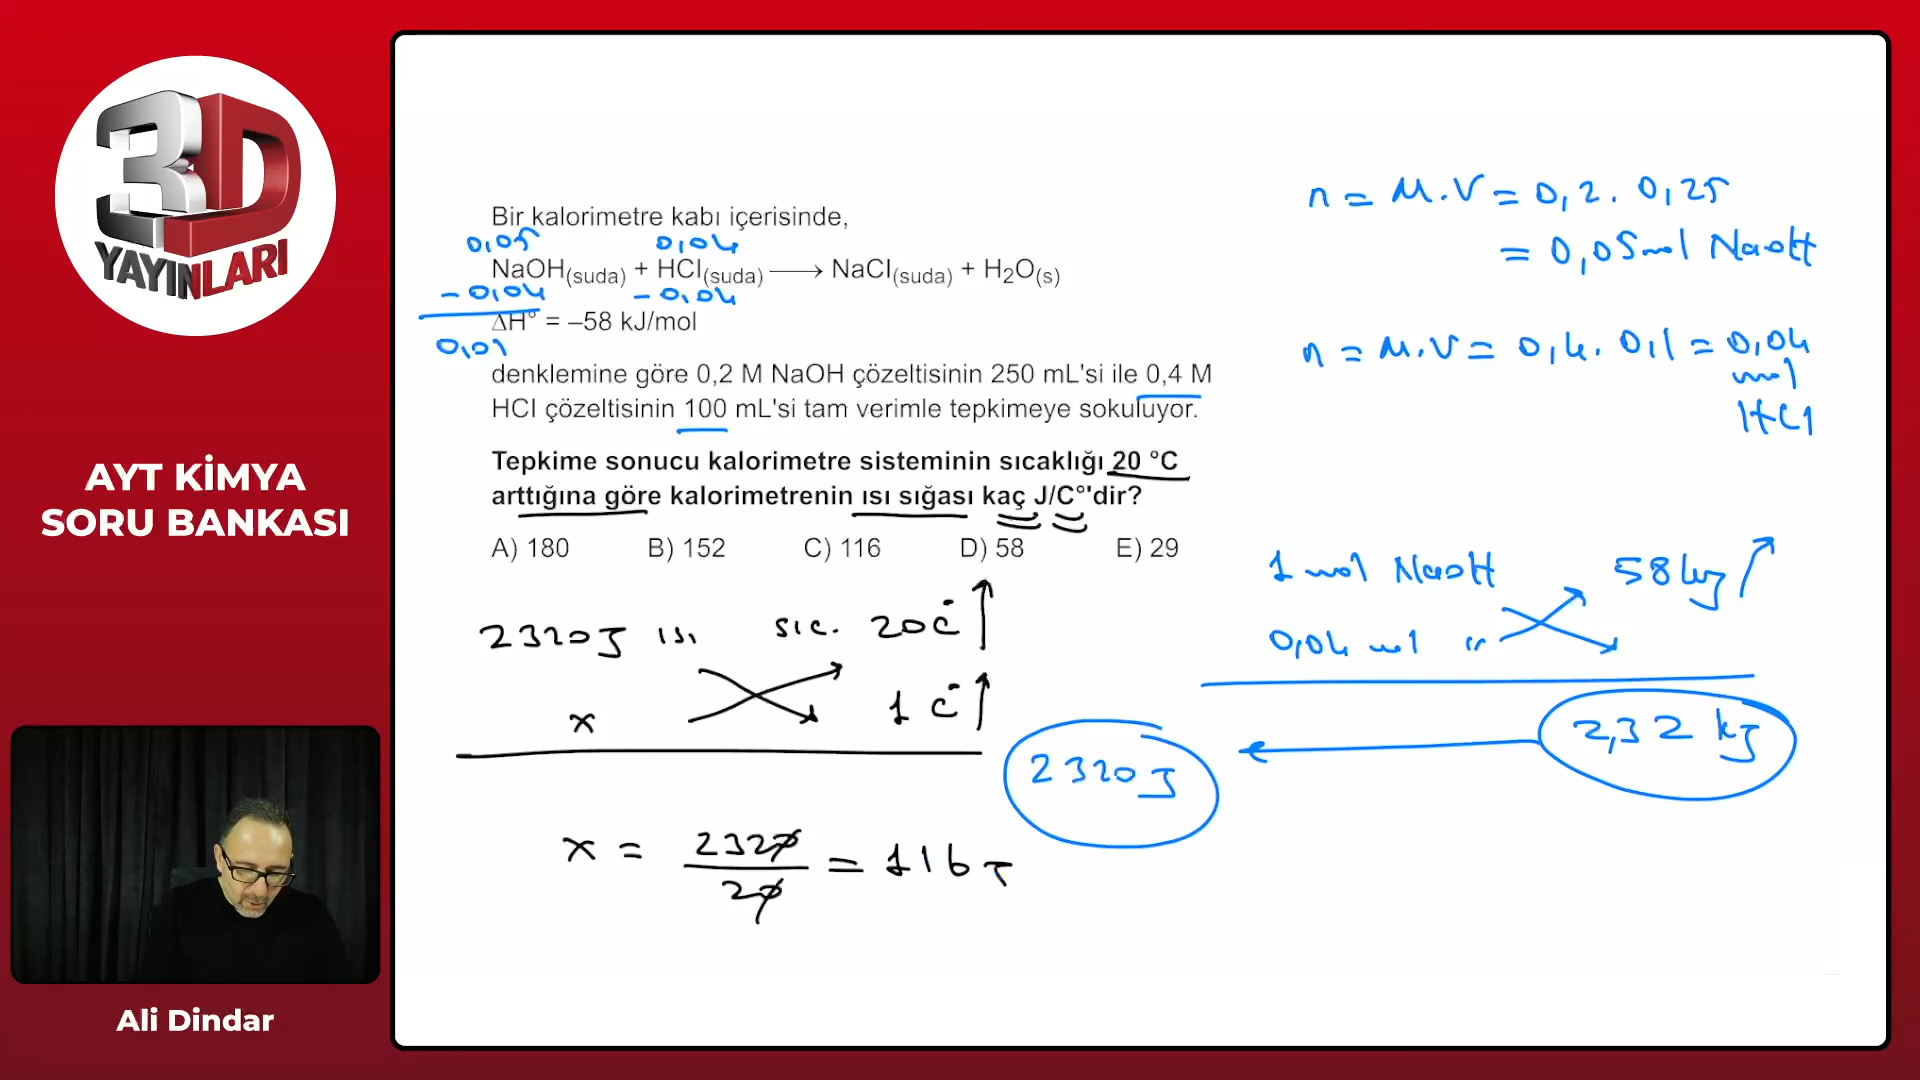 3D
YAYINLARI
AYT KİMYA
SORU BANKASI
Ali Dindar
Bir kalorimetre kabı içerisinde,
0,05 0,04
NaOH(suda) + HCl(suda) ⟶ NaCl(suda) + H2O(s)
-0,04 -0,04
ΔH° = –58 kJ/mol
0,01
denklemine göre 0,2 M NaOH çözeltisinin 250 mL'si ile 0,4 M
HCl çözeltisinin 100 mL'si tam verimle tepkimeye sokuluyor.
Tepkime sonucu kalorimetre sisteminin sıcaklığı 20 °C
arttığına göre kalorimetrenin ısı sığası kaç J/C°'dir?
A) 180 B) 152 C) 116 D) 58 E) 29
2320J ısı sıc. 20°C ↑
x 1°C ↑
x = 2320/20 = 116 J
n = M.V = 0,2 . 0,25
= 0,05mol NaOH
n = M.V = 0,4 . 0,1 = 0,04
mol
HCl
1 mol NaOH 58 kJ
0,04 mol "
2,32 kJ
2320J